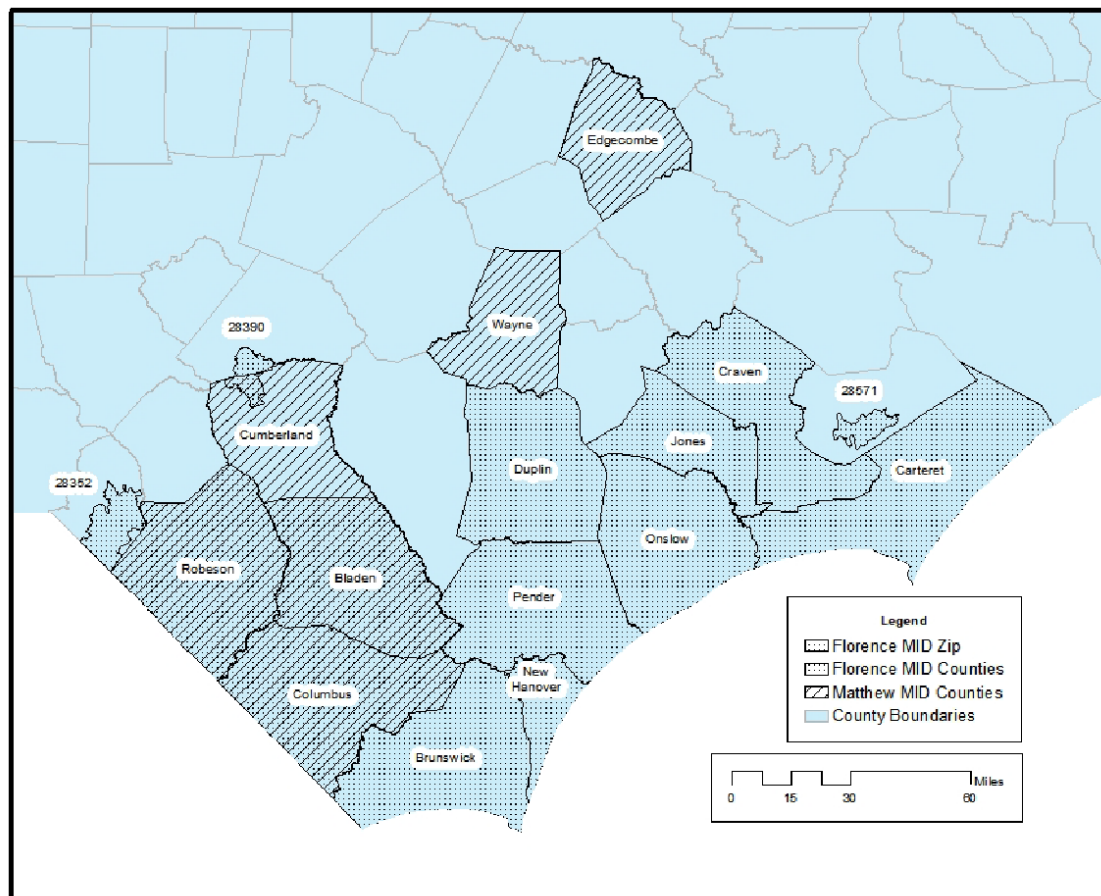 Edgecombe
Wayne
28390
Craven
28571
Cumberland
Jones
Duplin
Carteret
28352
Onslow
Robeson
Bladen
Pender
New
Hanover
Columbus
Brunswick
Legend
Florence MID Zip
Florence MID Counties
Matthew MID Counties
County Boundaries
Miles
0 15 30 60